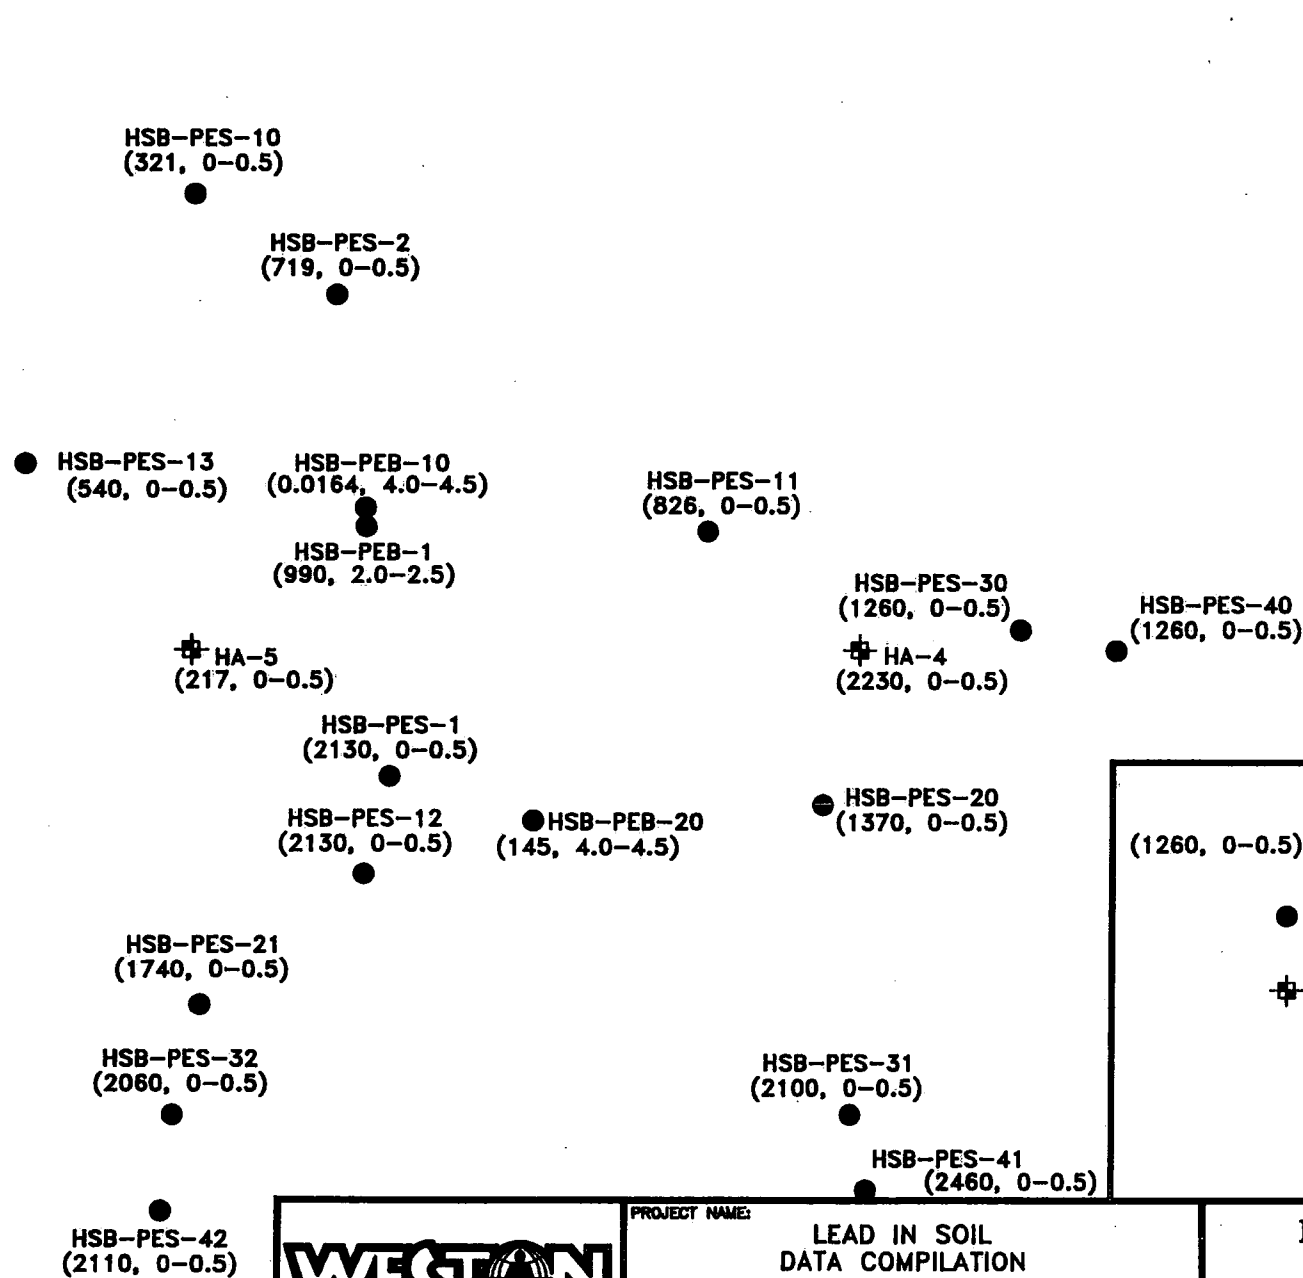 HSB-PES-10
(321, 0-0.5)
HSB-PES-2
(719, 0-0.5)
HSB-PES-13
(540, 0-0.5)
HSB-PEB-10
(0.0164, 4.0-4.5)
HSB-PEB-1
(990, 2.0-2.5)
HSB-PES-11
(826, 0-0.5)
HSB-PES-30
(1260, 0-0.5)
HSB-PES-40
(1260, 0-0.5)
HA-5
(217, 0-0.5)
HA-4
(2230, 0-0.5)
HSB-PES-1
(2130, 0-0.5)
HSB-PES-12
(2130, 0-0.5)
HSB-PEB-20
(145, 4.0-4.5)
HSB-PES-20
(1370, 0-0.5)
(1260, 0-0.5)
HSB-PES-21
(1740, 0-0.5)
HSB-PES-32
(2060, 0-0.5)
HSB-PES-31
(2100, 0-0.5)
HSB-PES-41
(2460, 0-0.5)
HSB-PES-42
(2110, 0-0.5)
WESTON
PROJECT NAME:
LEAD IN SOIL
DATA COMPILATION